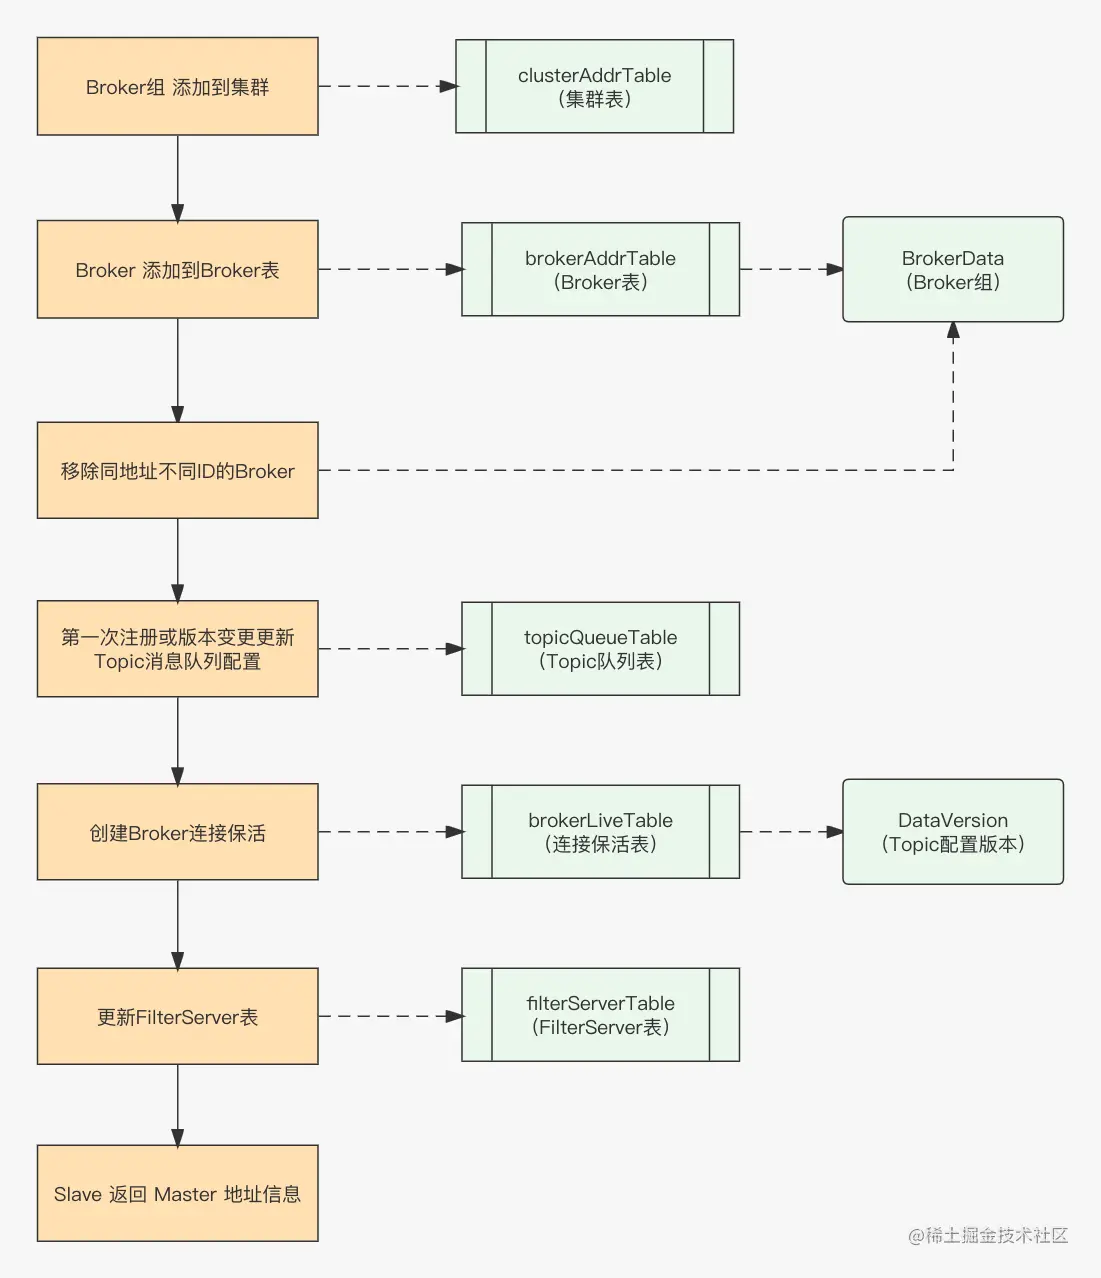 Broker组 添加到集群
clusterAddrTable
（集群表）
Broker 添加到Broker表
brokerAddrTable
（Broker表）
BrokerData
（Broker组）
移除同地址不同ID的Broker
第一次注册或版本变更更新
Topic消息队列配置
topicQueueTable
（Topic队列表）
创建Broker连接保活
brokerLiveTable
（连接保活表）
DataVersion
（Topic配置版本）
更新FilterServer表
filterServerTable
（FilterServer表）
Slave 返回 Master 地址信息
@稀土掘金技术社区